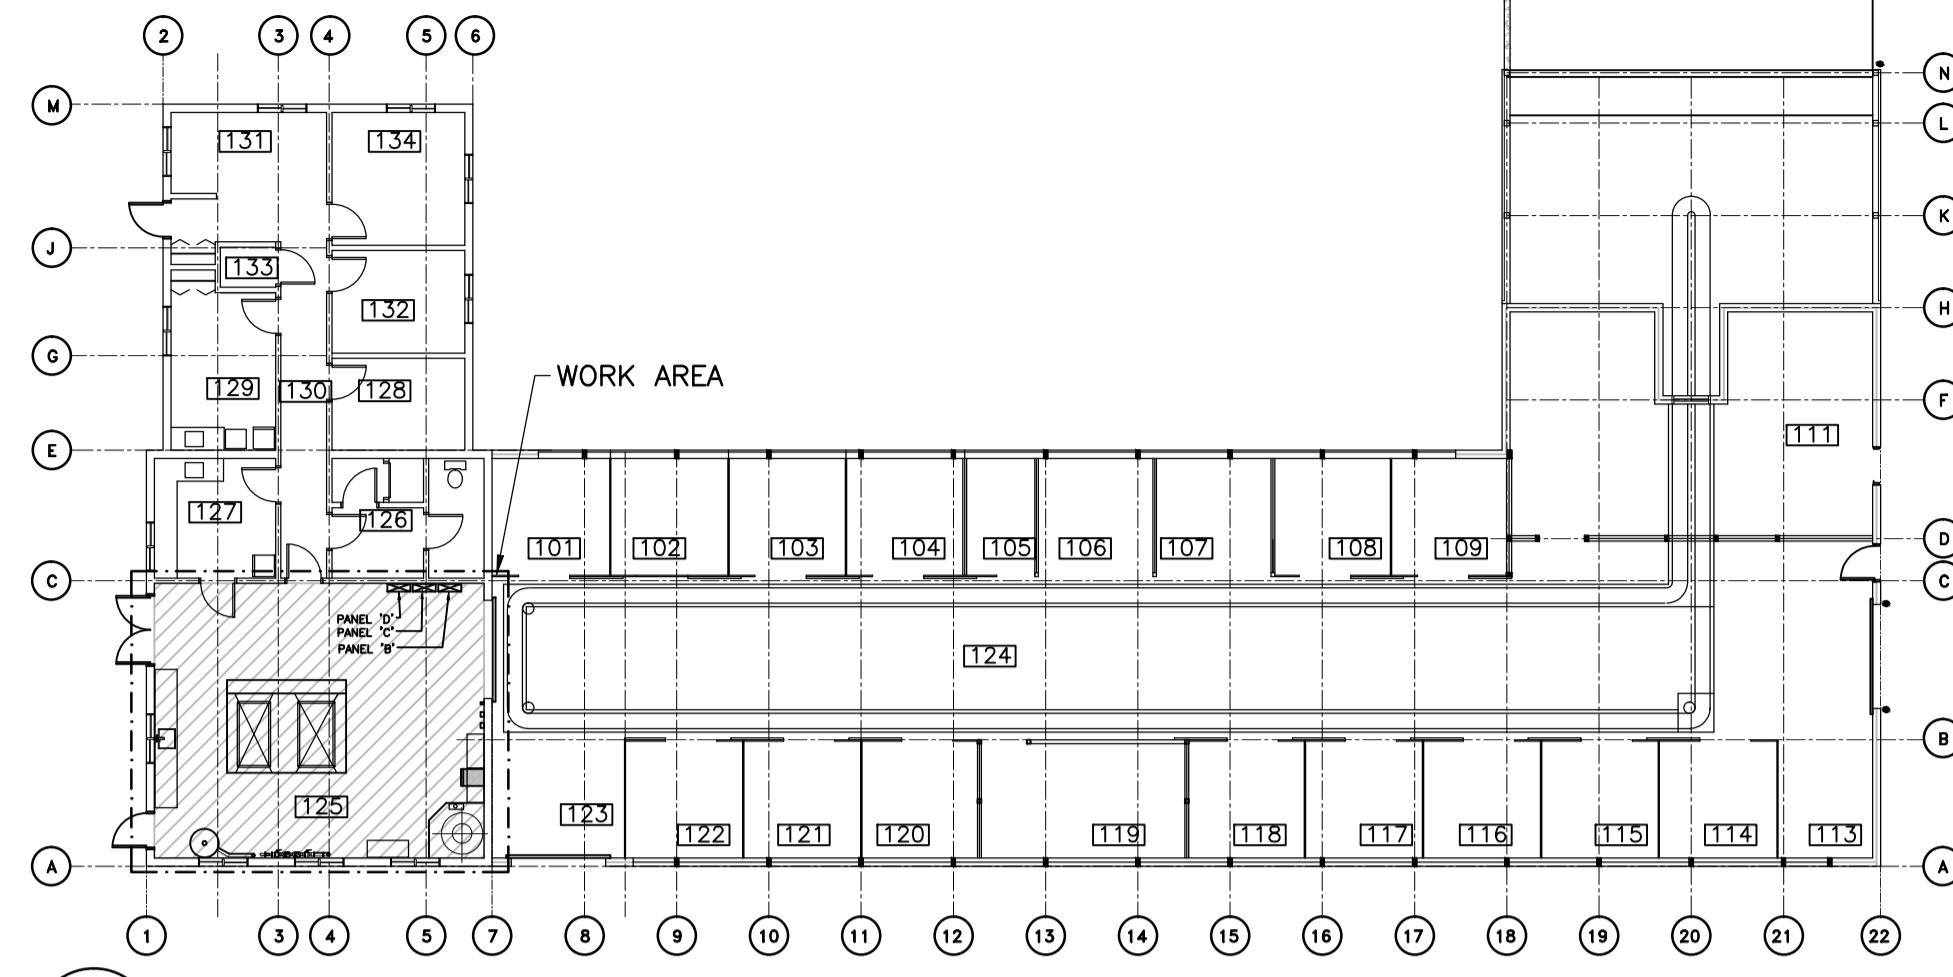 2 3 4 5 6
N
M
L
131 134
K
J
133
132
H
G
WORK AREA
129 130 128
F
111
E
127 126
101 102 103 104 105 106 107 108 109
D
C C
PANEL 'D'
PANEL 'C'
PANEL 'B'
124
B
125 123
122 121 120 119 118 117 116 115 114 113
A A
1 3 4 5 7 8 9 10 11 12 13 14 15 16 17 18 19 20 21 22